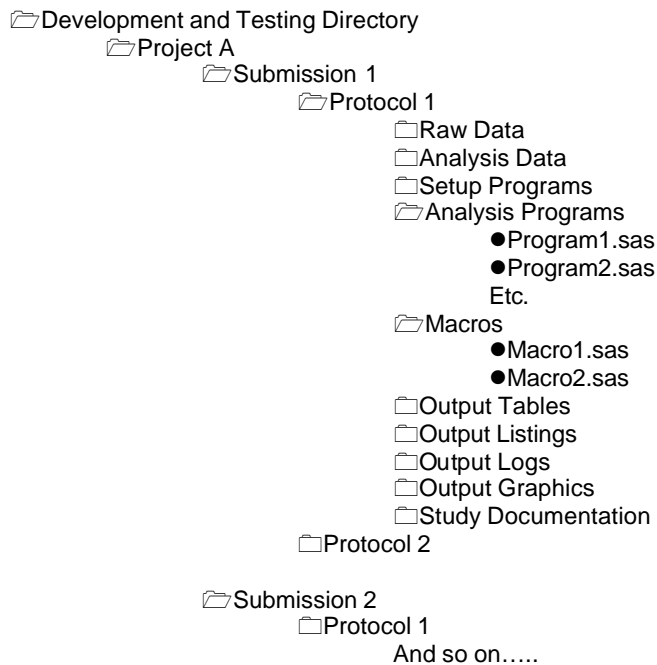 Development and Testing Directory
Project A
Submission 1
Protocol 1
Raw Data
Analysis Data
Setup Programs
Analysis Programs
●Program1.sas
●Program2.sas
Etc.
Macros
●Macro1.sas
●Macro2.sas
Output Tables
Output Listings
Output Logs
Output Graphics
Study Documentation
Protocol 2
Submission 2
Protocol 1
And so on…..